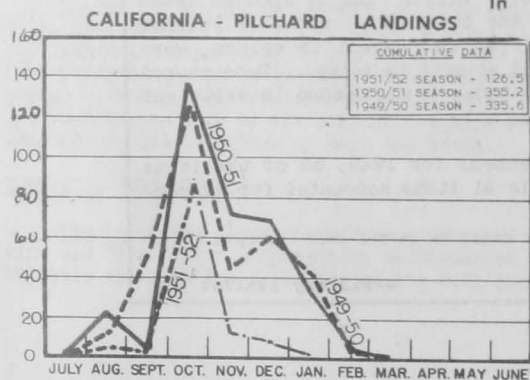 In
CALIFORNIA - PILCHARD LANDINGS
CUMULATIVE DATA
1951/52 SEASON - 126.5
1950/51 SEASON - 355.2
1949/50 SEASON - 335.6
160
140
120
100
80
60
40
20
0
1950-51
1951-52
1949-50
JULY AUG. SEPT. OCT. NOV. DEC. JAN. FEB. MAR. APR. MAY JUNE